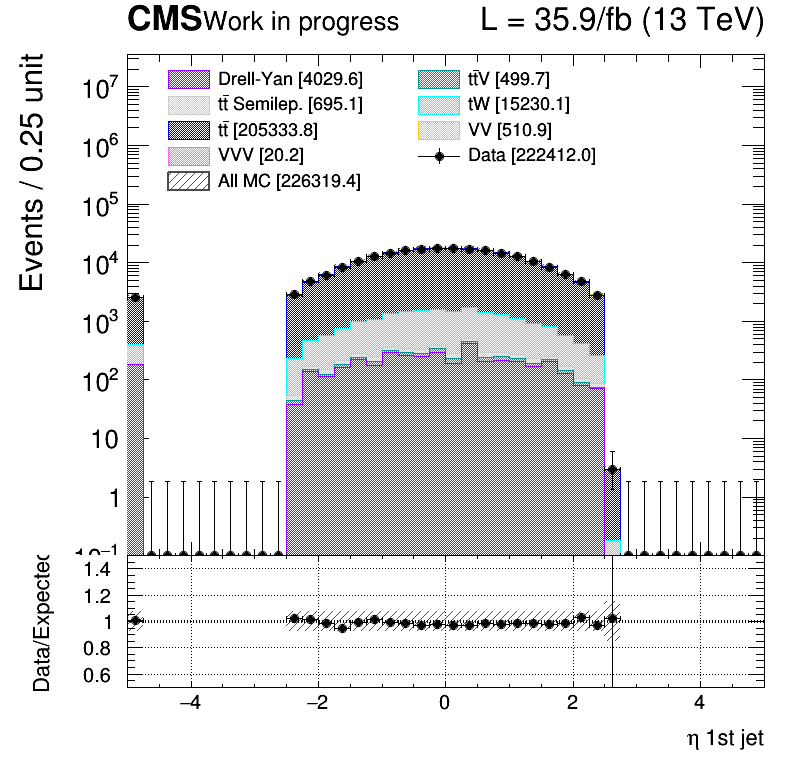 CMS Work in progress L = 35.9/fb (13 TeV)
Events / 0.25 unit
Drell-Yan [4029.6] tt̄V [499.7]
tt̄ Semilep. [695.1] tW [15230.1]
tt̄ [205333.8] VV [510.9]
VVV [20.2] Data [222412.0]
All MC [226319.4]
10⁷
10⁶
10⁵
10⁴
10³
10²
10
1
10⁻¹
Data/Expected
1.4
1.2
1
0.8
0.6
−4 −2 0 2 4
η 1st jet